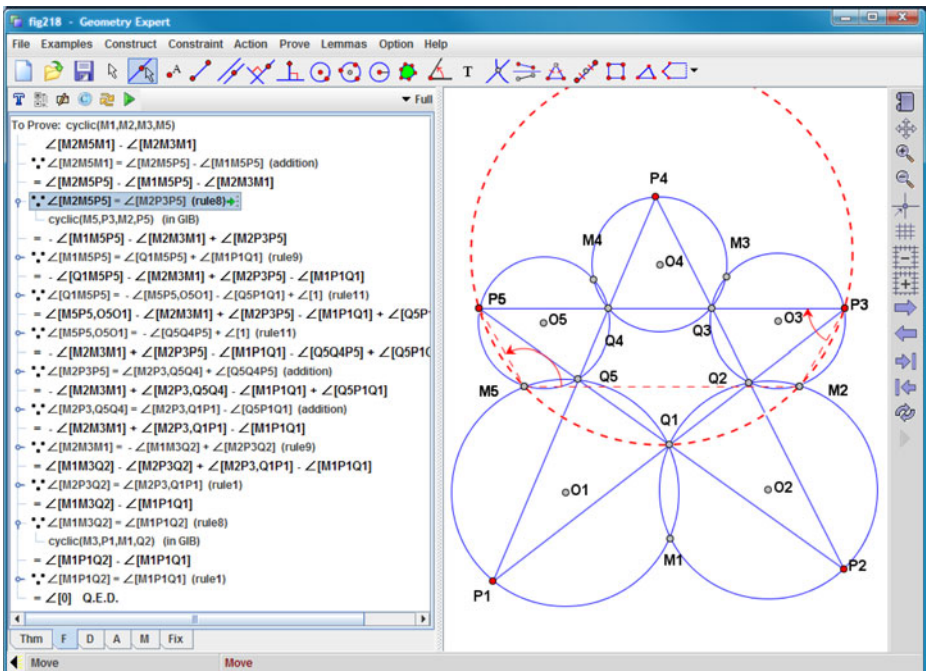 fig218 - Geometry Expert
File Examples Construct Constraint Action Prove Lemmas Option Help
A
T
Full
To Prove: cyclic(M1,M2,M3,M5)
∠[M2M5M1] - ∠[M2M3M1]
∠[M2M5M1] = ∠[M2M5P5] - ∠[M1M5P5] (addition)
= ∠[M2M5P5] - ∠[M1M5P5] - ∠[M2M3M1]
∠[M2M5P5] = ∠[M2P3P5] (rule8)
cyclic(M5,P3,M2,P5) (in GIB)
= - ∠[M1M5P5] - ∠[M2M3M1] + ∠[M2P3P5]
∠[M1M5P5] = ∠[Q1M5P5] + ∠[M1P1Q1] (rule9)
= - ∠[Q1M5P5] - ∠[M2M3M1] + ∠[M2P3P5] - ∠[M1P1Q1]
∠[Q1M5P5] = - ∠[M5P5,O5O1] - ∠[Q5P1Q1] + ∠[1] (rule11)
= ∠[M5P5,O5O1] - ∠[M2M3M1] + ∠[M2P3P5] - ∠[M1P1Q1] + ∠[Q5P
∠[M5P5,O5O1] = - ∠[Q5Q4P5] + ∠[1] (rule11)
= - ∠[M2M3M1] + ∠[M2P3P5] - ∠[M1P1Q1] - ∠[Q5Q4P5] + ∠[Q5P1Q
∠[M2P3P5] = ∠[M2P3,Q5Q4] + ∠[Q5Q4P5] (addition)
= - ∠[M2M3M1] + ∠[M2P3,Q5Q4] - ∠[M1P1Q1] + ∠[Q5P1Q1]
∠[M2P3,Q5Q4] = ∠[M2P3,Q1P1] - ∠[Q5P1Q1] (addition)
= - ∠[M2M3M1] + ∠[M2P3,Q1P1] - ∠[M1P1Q1]
∠[M2M3M1] = - ∠[M1M3Q2] + ∠[M2P3Q2] (rule9)
= ∠[M1M3Q2] - ∠[M2P3Q2] + ∠[M2P3,Q1P1] - ∠[M1P1Q1]
∠[M2P3Q2] = ∠[M2P3,Q1P1] (rule1)
= ∠[M1M3Q2] - ∠[M1P1Q1]
∠[M1M3Q2] = ∠[M1P1Q2] (rule8)
cyclic(M3,P1,M1,Q2) (in GIB)
= ∠[M1P1Q2] - ∠[M1P1Q1]
∠[M1P1Q2] = ∠[M1P1Q1] (rule1)
= ∠[0] Q.E.D.
P4
M4
M3
O4
P5
P3
O5
O3
Q4
Q3
Q5
Q2
M5
M2
Q1
O1
O2
M1
P1
P2
Thm F D A M Fix
Move
Move